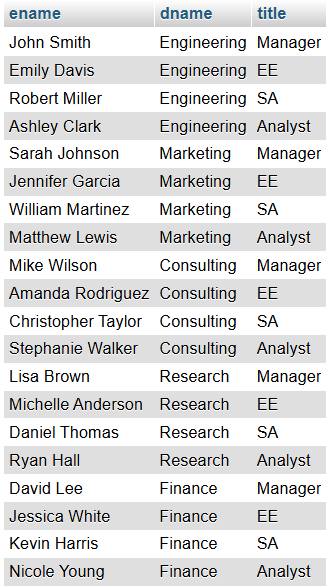 ename dname title
John Smith Engineering Manager
Emily Davis Engineering EE
Robert Miller Engineering SA
Ashley Clark Engineering Analyst
Sarah Johnson Marketing Manager
Jennifer Garcia Marketing EE
William Martinez Marketing SA
Matthew Lewis Marketing Analyst
Mike Wilson Consulting Manager
Amanda Rodriguez Consulting EE
Christopher Taylor Consulting SA
Stephanie Walker Consulting Analyst
Lisa Brown Research Manager
Michelle Anderson Research EE
Daniel Thomas Research SA
Ryan Hall Research Analyst
David Lee Finance Manager
Jessica White Finance EE
Kevin Harris Finance SA
Nicole Young Finance Analyst